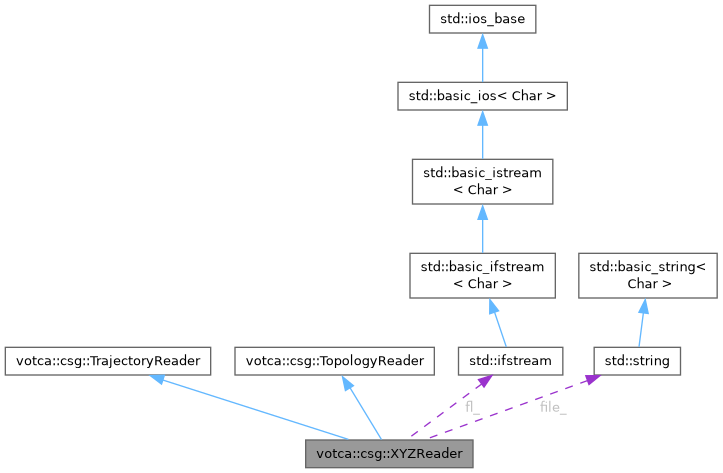 std::ios_base
std::basic_ios< Char >
std::basic_istream
< Char >
std::basic_ifstream
< Char >
std::basic_string<
Char >
votca::csg::TrajectoryReader
votca::csg::TopologyReader
std::ifstream
std::string
fl_
file_
votca::csg::XYZReader